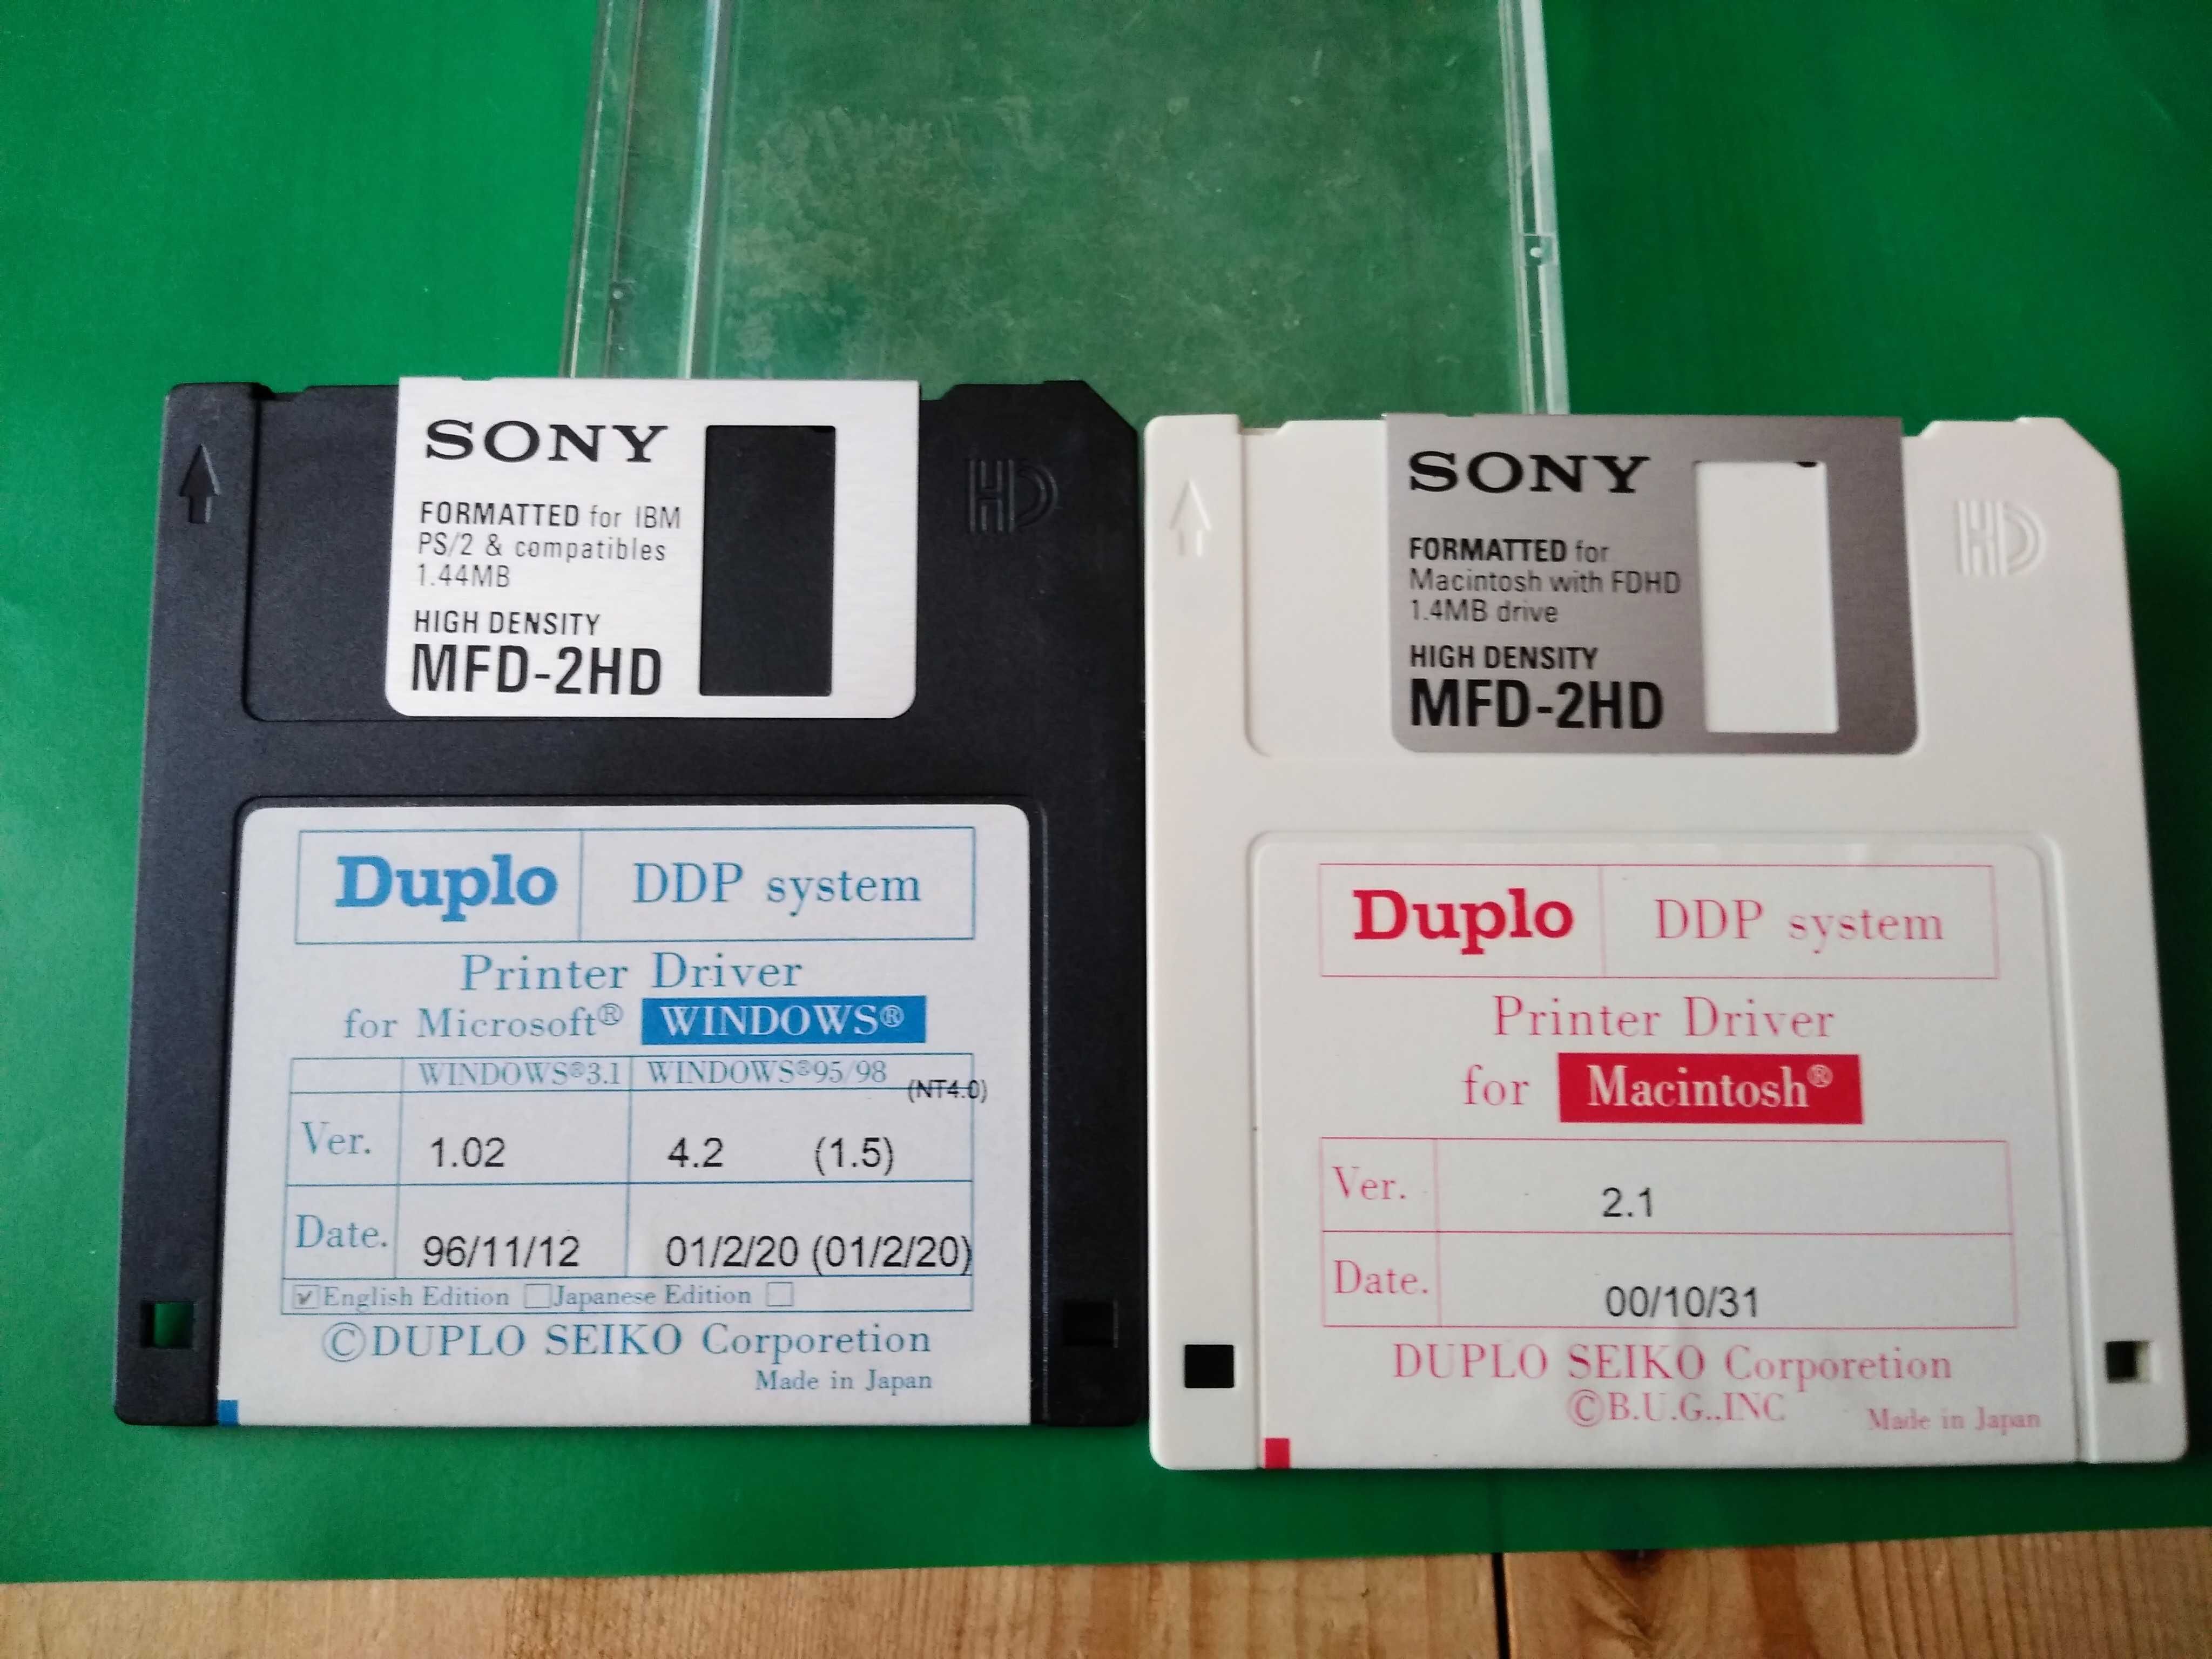 SONY
FORMATTED for IBM
PS/2 & compatibles
1.44MB
HIGH DENSITY
MFD-2HD
HD
Duplo DDP system
Printer Driver
for Microsoft® WINDOWS®
WINDOWS®3.1 WINDOWS®95/98 (NT4.0)
Ver. 1.02 4.2 (1.5)
Date. 96/11/12 01/2/20 (01/2/20)
English Edition Japanese Edition
©DUPLO SEIKO Corporetion
Made in Japan
SONY
FORMATTED for
Macintosh with FDHD
1.4MB drive
HIGH DENSITY
MFD-2HD
HD
Duplo DDP system
Printer Driver
for Macintosh®
Ver. 2.1
Date. 00/10/31
DUPLO SEIKO Corporetion
©B.U.G..INC
Made in Japan